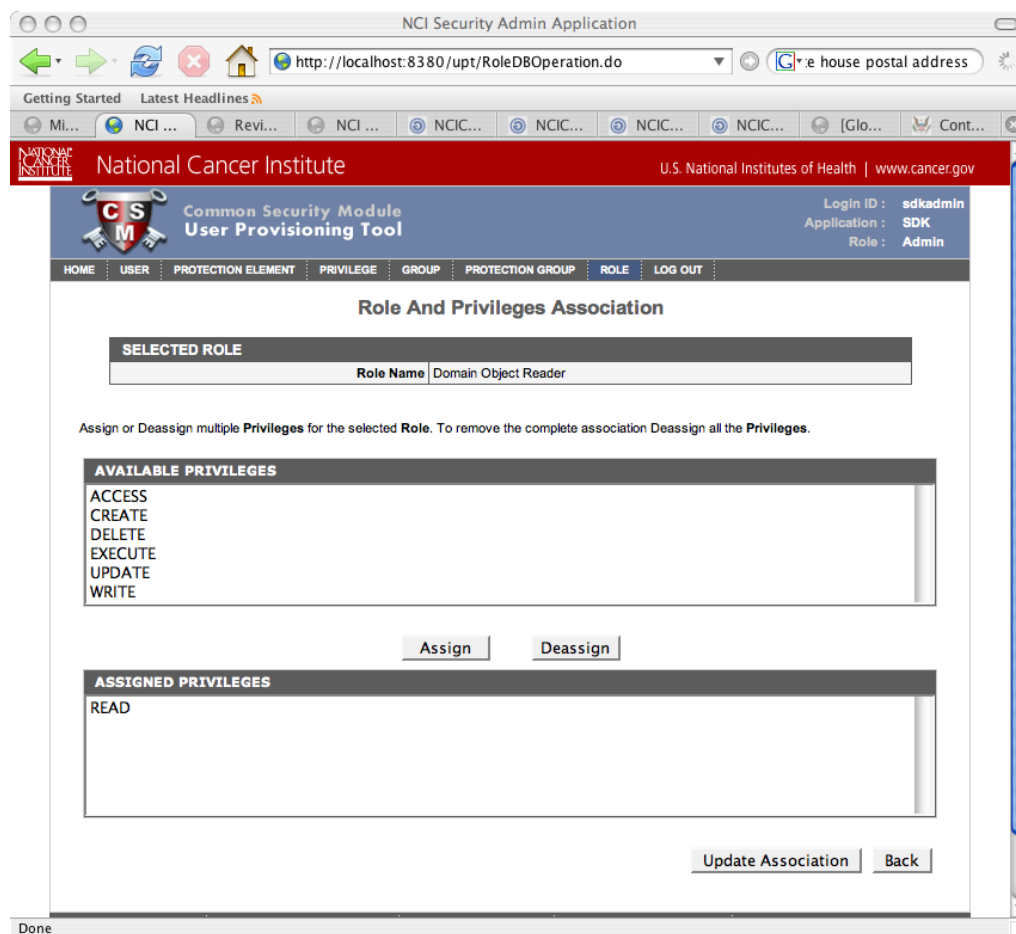 NCI Security Admin Application
http://localhost:8380/upt/RoleDBOperation.do
:e house postal address
Getting Started Latest Headlines
Mi... NCI ... Revi... NCI ... NCIC... NCIC... NCIC... NCIC... [Glo... Cont...
NATIONAL CANCER INSTITUTE
National Cancer Institute
U.S. National Institutes of Health | www.cancer.gov
CSM
Common Security Module
User Provisioning Tool
Login ID : sdkadmin
Application : SDK
Role : Admin
HOME USER PROTECTION ELEMENT PRIVILEGE GROUP PROTECTION GROUP ROLE LOG OUT
Role And Privileges Association
SELECTED ROLE
Role Name Domain Object Reader
Assign or Deassign multiple Privileges for the selected Role. To remove the complete association Deassign all the Privileges.
AVAILABLE PRIVILEGES
ACCESS
CREATE
DELETE
EXECUTE
UPDATE
WRITE
Assign Deassign
ASSIGNED PRIVILEGES
READ
Update Association Back
Done